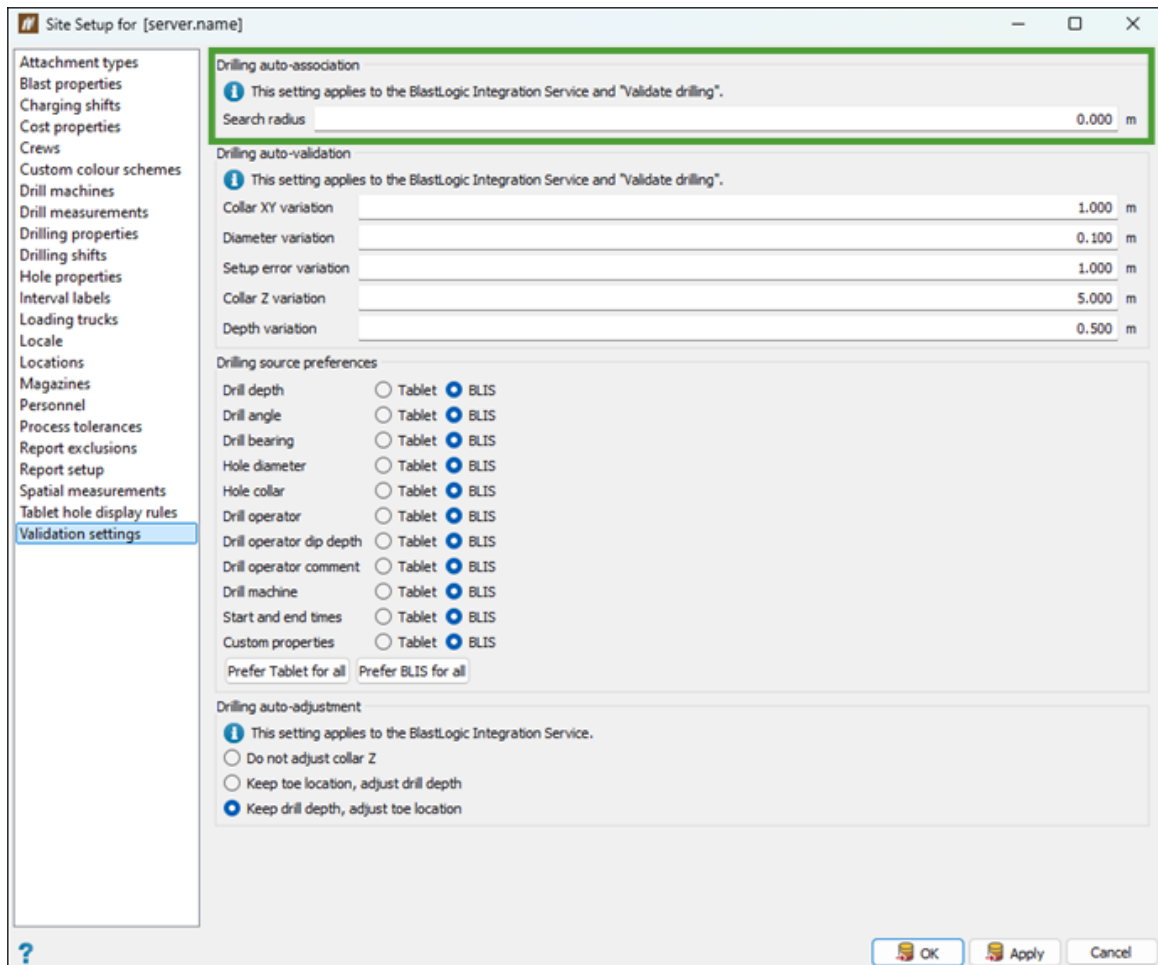 Site Setup for [server.name]
Attachment types
Blast properties
Charging shifts
Cost properties
Crews
Custom colour schemes
Drill machines
Drill measurements
Drilling properties
Drilling shifts
Hole properties
Interval labels
Loading trucks
Locale
Locations
Magazines
Personnel
Process tolerances
Report exclusions
Report setup
Spatial measurements
Tablet hole display rules
Validation settings
Drilling auto-association
This setting applies to the BlastLogic Integration Service and "Validate drilling".
Search radius 0.000 m
Drilling auto-validation
This setting applies to the BlastLogic Integration Service and "Validate drilling".
Collar XY variation 1.000 m
Diameter variation 0.100 m
Setup error variation 1.000 m
Collar Z variation 5.000 m
Depth variation 0.500 m
Drilling source preferences
Drill depth Tablet BLIS
Drill angle Tablet BLIS
Drill bearing Tablet BLIS
Hole diameter Tablet BLIS
Hole collar Tablet BLIS
Drill operator Tablet BLIS
Drill operator dip depth Tablet BLIS
Drill operator comment Tablet BLIS
Drill machine Tablet BLIS
Start and end times Tablet BLIS
Custom properties Tablet BLIS
Prefer Tablet for all Prefer BLIS for all
Drilling auto-adjustment
This setting applies to the BlastLogic Integration Service.
Do not adjust collar Z
Keep toe location, adjust drill depth
Keep drill depth, adjust toe location
? OK Apply Cancel